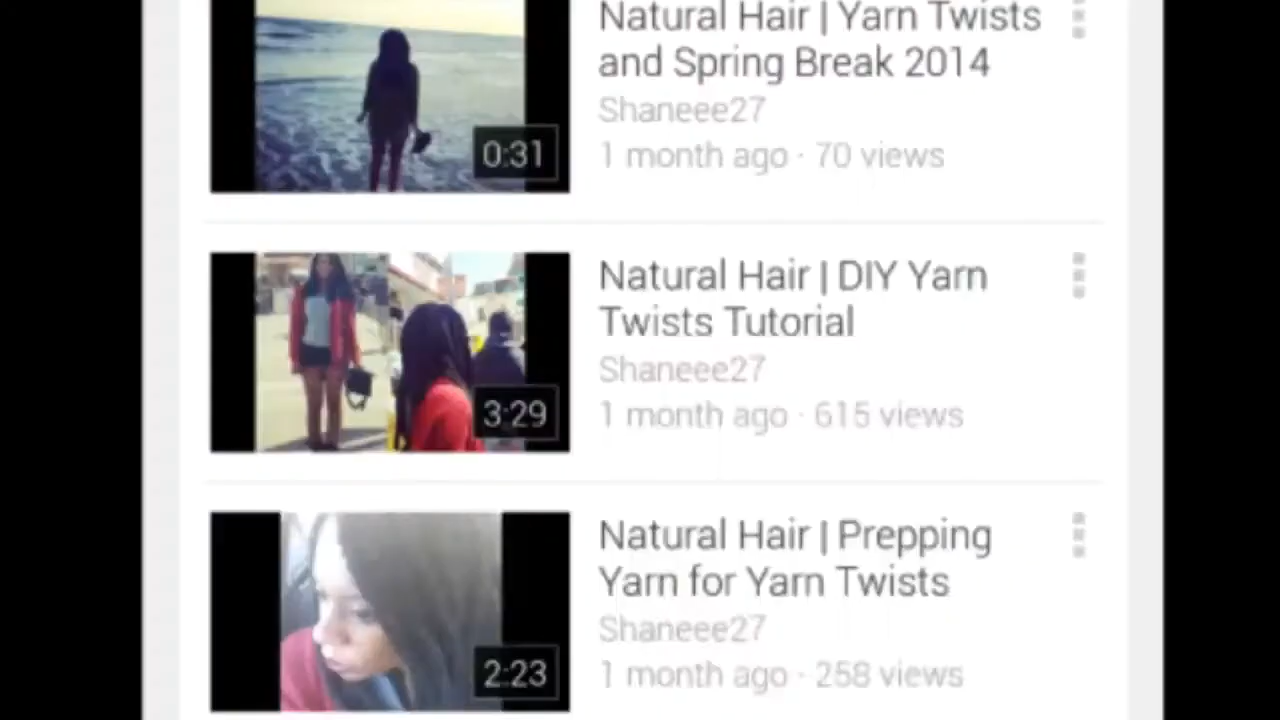 Natural Hair | Yarn Twists
and Spring Break 2014
Shaneee27
1 month ago · 70 views
0:31
Natural Hair | DIY Yarn
Twists Tutorial
Shaneee27
1 month ago · 615 views
3:29
Natural Hair | Prepping
Yarn for Yarn Twists
Shaneee27
1 month ago · 258 views
2:23